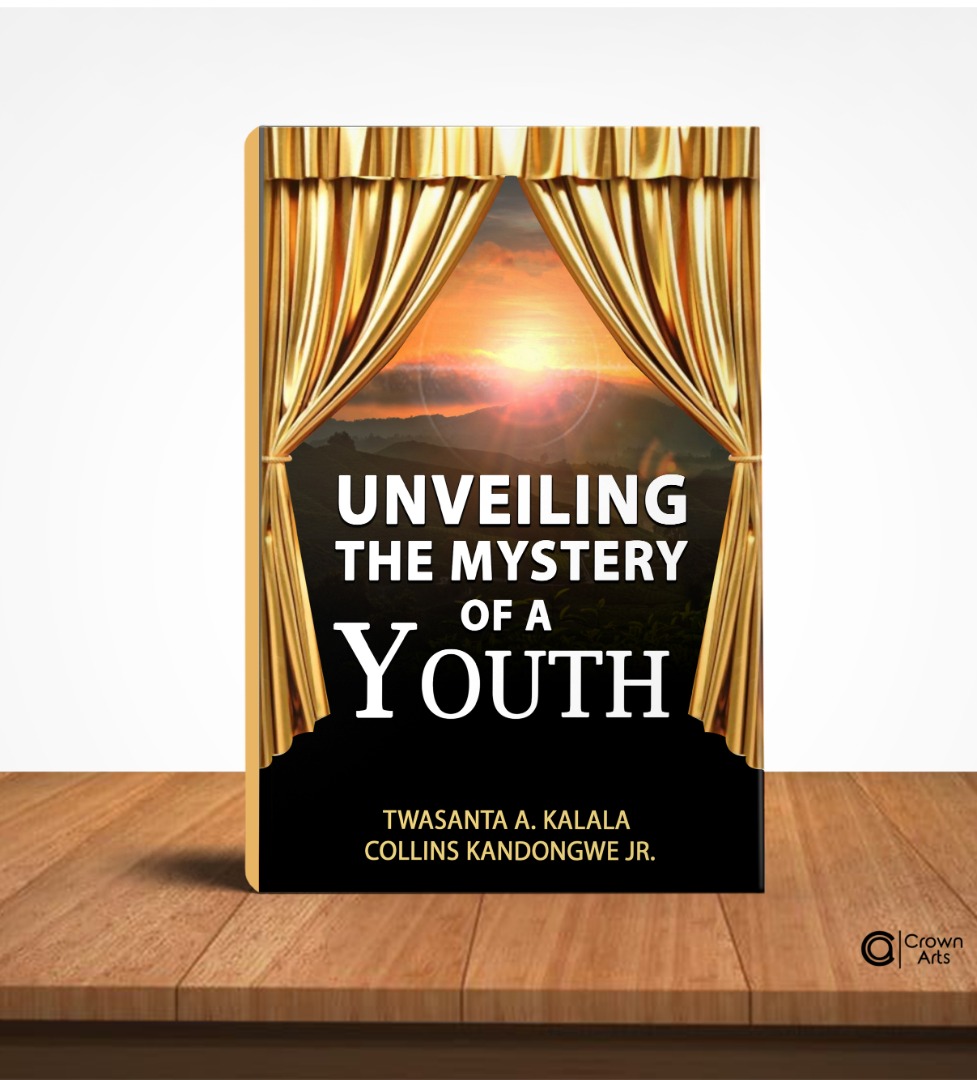 UNVEILING
THE MYSTERY
OF A
YOUTH
TWASANTA A. KALALA
COLLINS KANDONGWE JR.
Crown
Arts